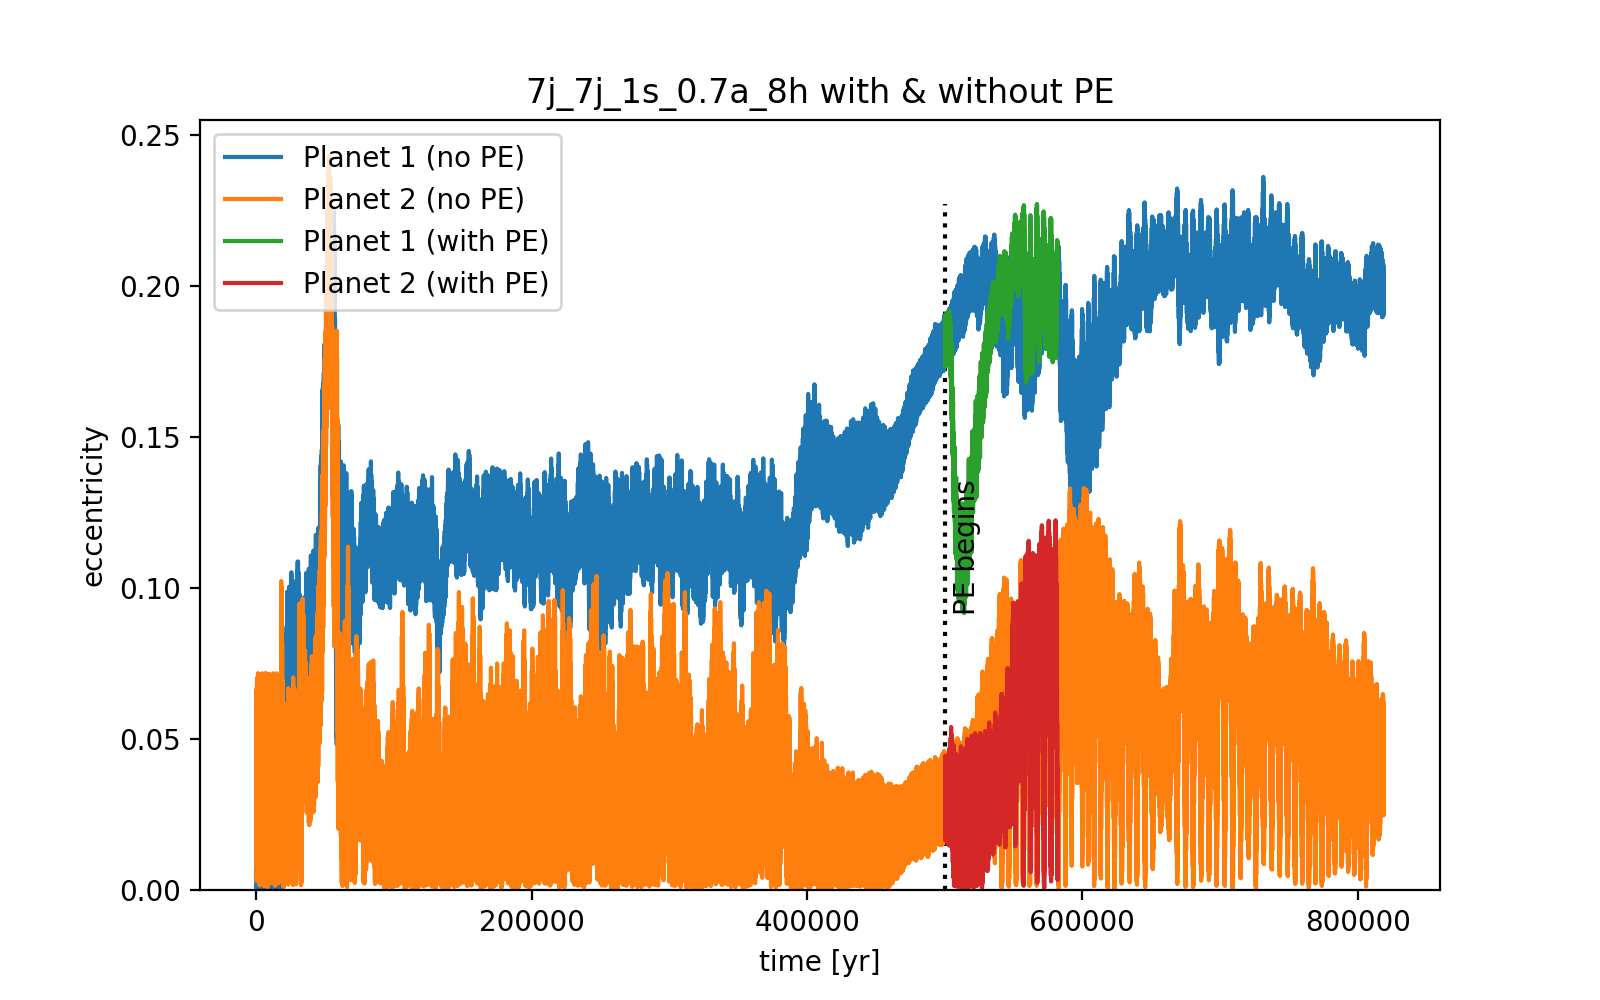 7j_7j_1s_0.7a_8h with & without PE
0.25
0.20
0.15
0.10
0.05
0.00
eccentricity
Planet 1 (no PE)
Planet 2 (no PE)
Planet 1 (with PE)
Planet 2 (with PE)
PE begins
0
200000
400000
600000
800000
time [yr]